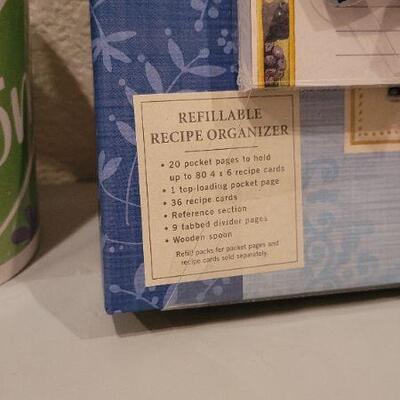 REFILLABLE
RECIPE ORGANIZER
• 20 pocket pages to hold
up to 80 4 x 6 recipe cards
• 1 top-loading pocket page
• 36 recipe cards
• Reference section
• 9 tabbed divider pages
• Wooden spoon
Refill packs for pocket pages and
recipe cards sold separately.